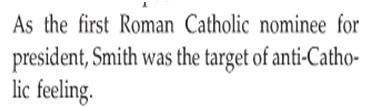 As the first Roman Catholic nominee for
president, Smith was the target of anti-Catho-
lic feeling.